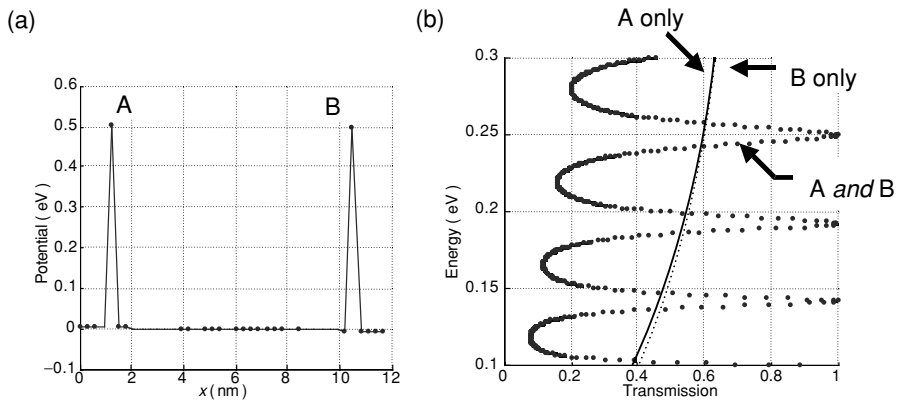 (a)
0.6
0.5
0.4
0.3
0.2
0.1
0
−0.1
Potential ( eV )
A
B
0 2 4 6 8 10 12
x ( nm )
(b)
A only
B only
A and B
0.3
0.25
0.2
0.15
0.1
Energy ( eV )
0 0.2 0.4 0.6 0.8 1
Transmission